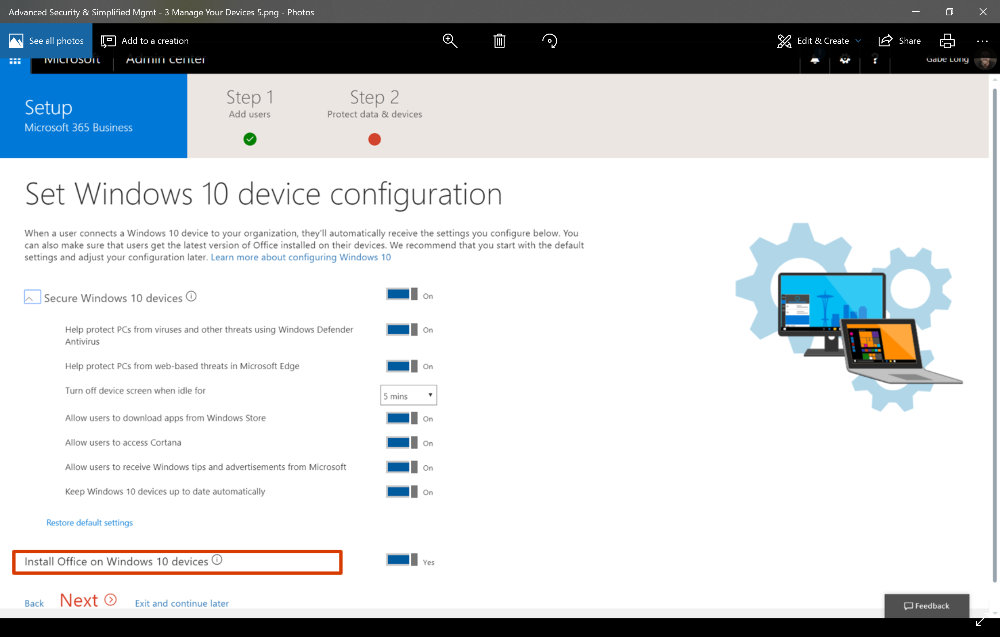 Advanced Security & Simplified Mgmt - 3 Manage Your Devices 5.png - Photos
See all photos
Add to a creation
Edit & Create
Share
Microsoft
Admin center
1
?
Gabe Long
Setup
Microsoft 365 Business
Step 1
Add users
Step 2
Protect data & devices
Set Windows 10 device configuration
When a user connects a Windows 10 device to your organization, they'll automatically receive the settings you configure below. You
can also make sure that users get the latest version of Office installed on their devices. We recommend that you start with the default
settings and adjust your configuration later. Learn more about configuring Windows 10
Secure Windows 10 devices
On
Help protect PCs from viruses and other threats using Windows Defender
Antivirus
On
Help protect PCs from web-based threats in Microsoft Edge
On
Turn off device screen when idle for
5 mins
Allow users to download apps from Windows Store
On
Allow users to access Cortana
On
Allow users to receive Windows tips and advertisements from Microsoft
On
Keep Windows 10 devices up to date automatically
On
Restore default settings
Install Office on Windows 10 devices
Yes
Back
Next
Exit and continue later
Feedback